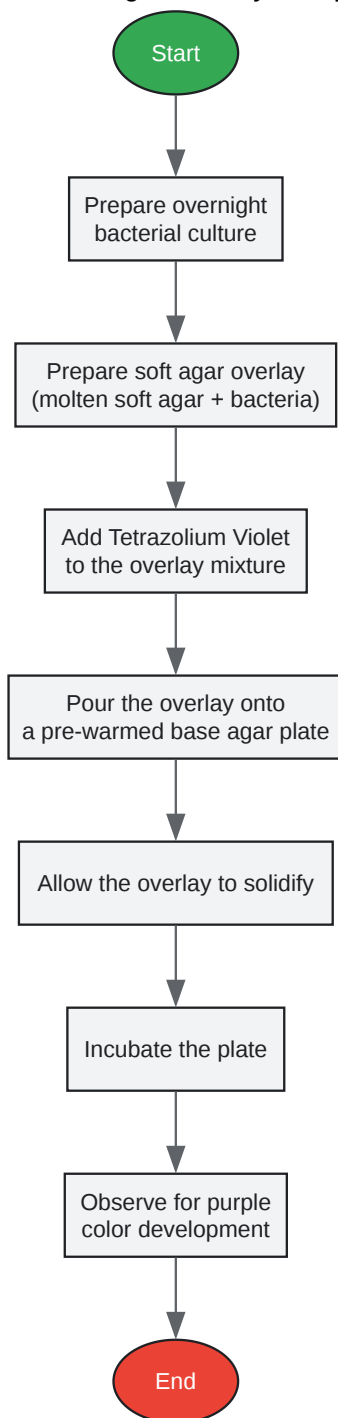 Start
Prepare overnight
bacterial culture
Prepare soft agar overlay
(molten soft agar + bacteria)
Add Tetrazolium Violet
to the overlay mixture
Pour the overlay onto
a pre-warmed base agar plate
Allow the overlay to solidify
Incubate the plate
Observe for purple
color development
End